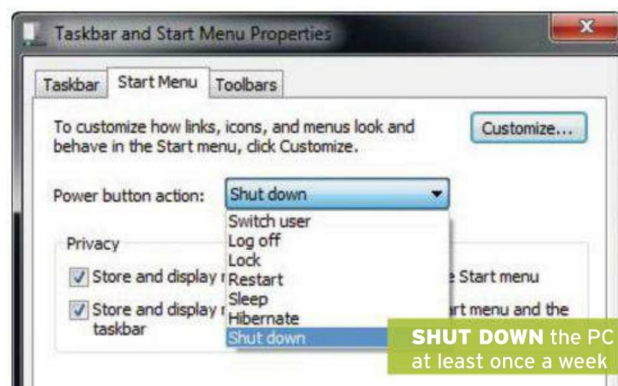 Taskbar and Start Menu Properties
Taskbar Start Menu Toolbars
To customize how links, icons, and menus look and
behave in the Start menu, click Customize.
Customize...
Power button action: Shut down
Switch user
Log off
Lock
Restart
Sleep
Hibernate
Shut down
Privacy
Store and display Start menu
Store and display menu and the
taskbar
SHUT DOWN the PC
at least once a week